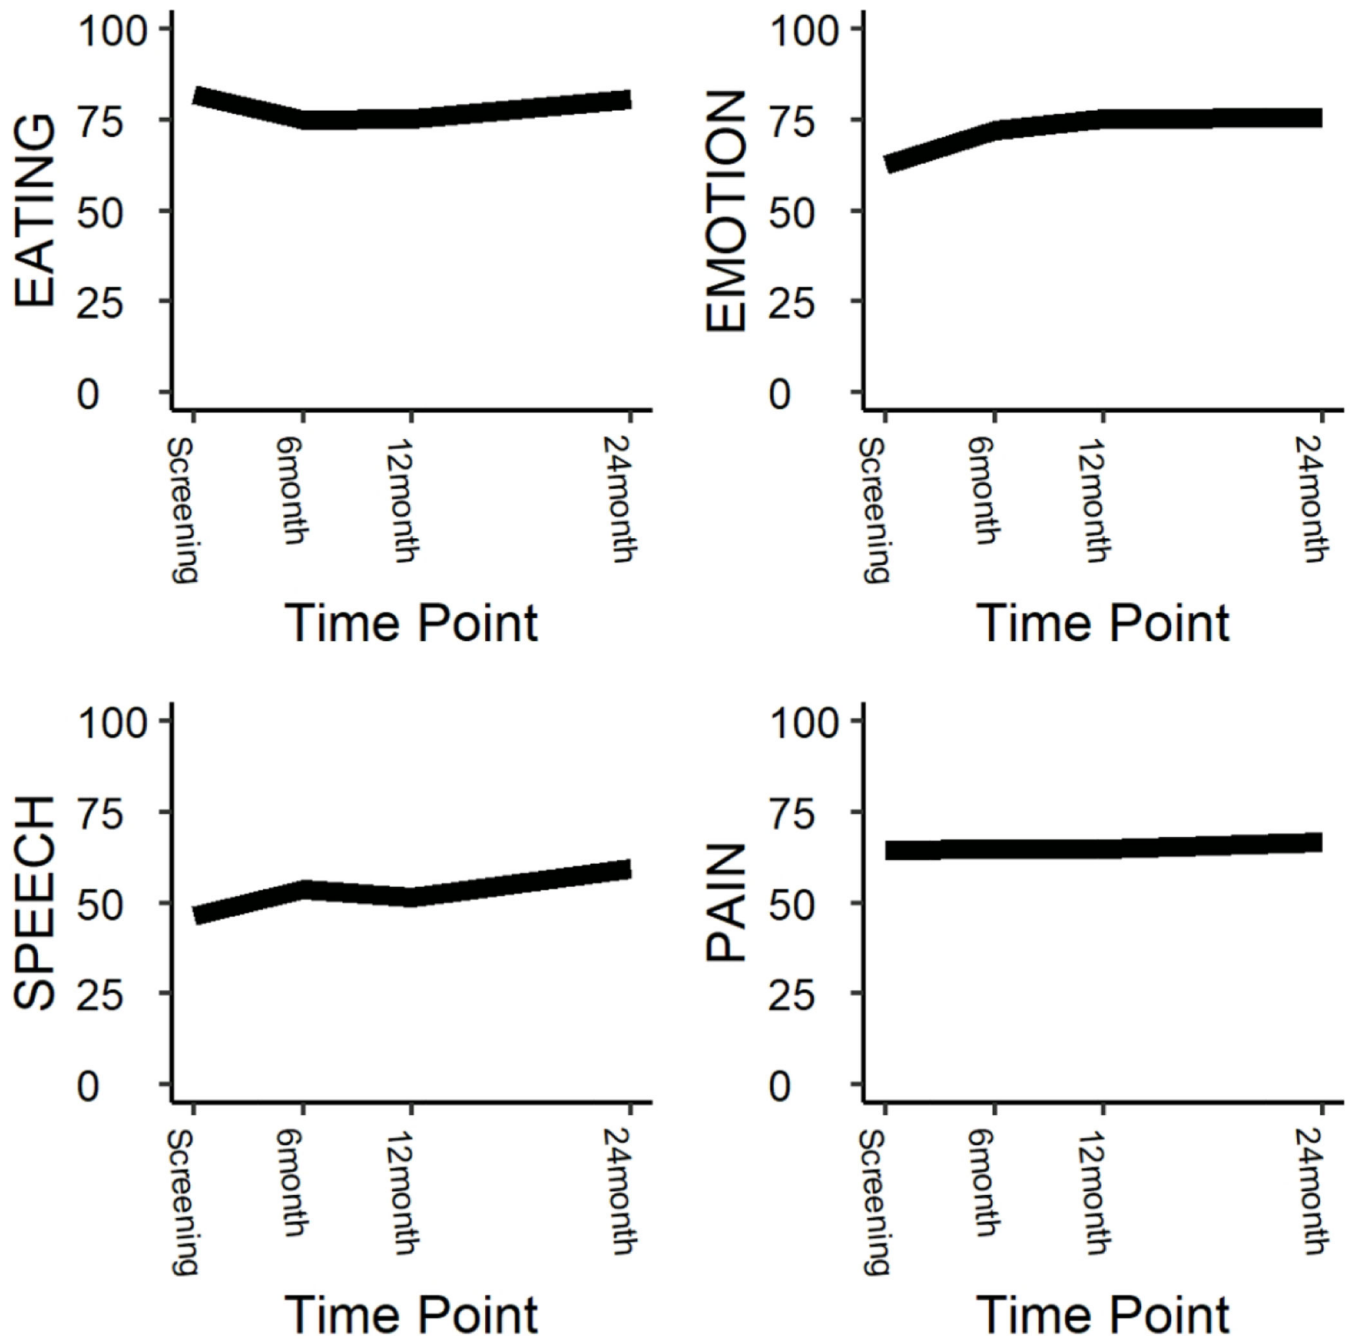 EATING
100
75
50
25
0
Screening
6month
12month
24month
Time Point
EMOTION
100
75
50
25
0
Screening
6month
12month
24month
Time Point
SPEECH
100
75
50
25
0
Screening
6month
12month
24month
Time Point
PAIN
100
75
50
25
0
Screening
6month
12month
24month
Time Point